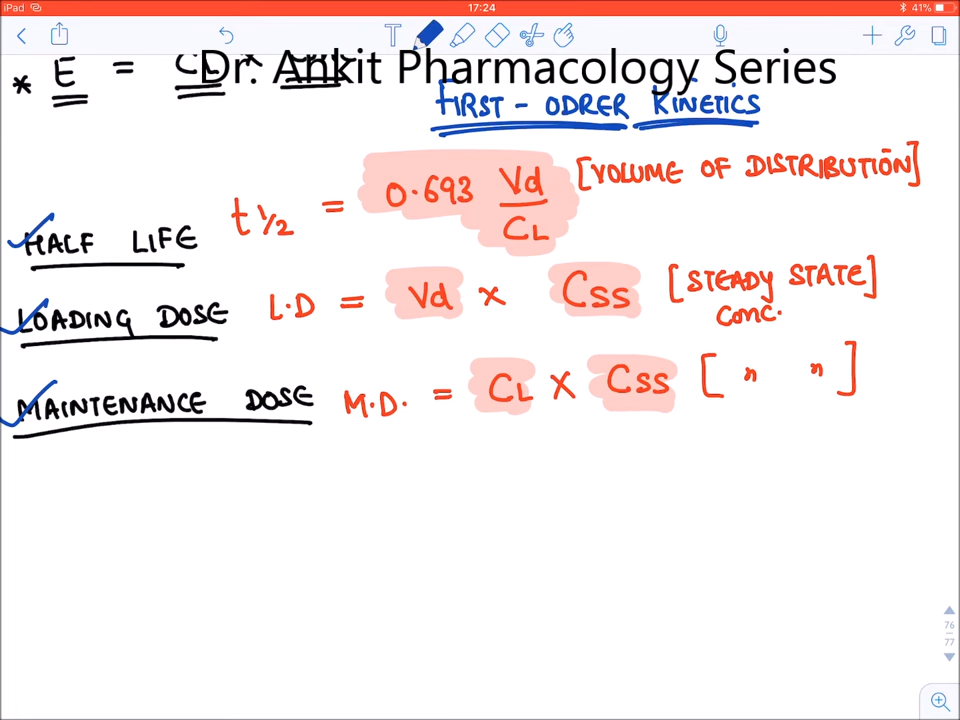 iPad 17:24 41%
T
Dr. Ankit Pharmacology Series
* E = CL ×
FIRST - ODRER KINETICS
HALF LIFE t 1/2 = 0.693 Vd / CL [VOLUME OF DISTRIBUTION]
LOADING DOSE L.D = Vd × Css [STEADY STATE]
conc.
MAINTENANCE DOSE M.D. = CL X Css [ " " ]
76
77